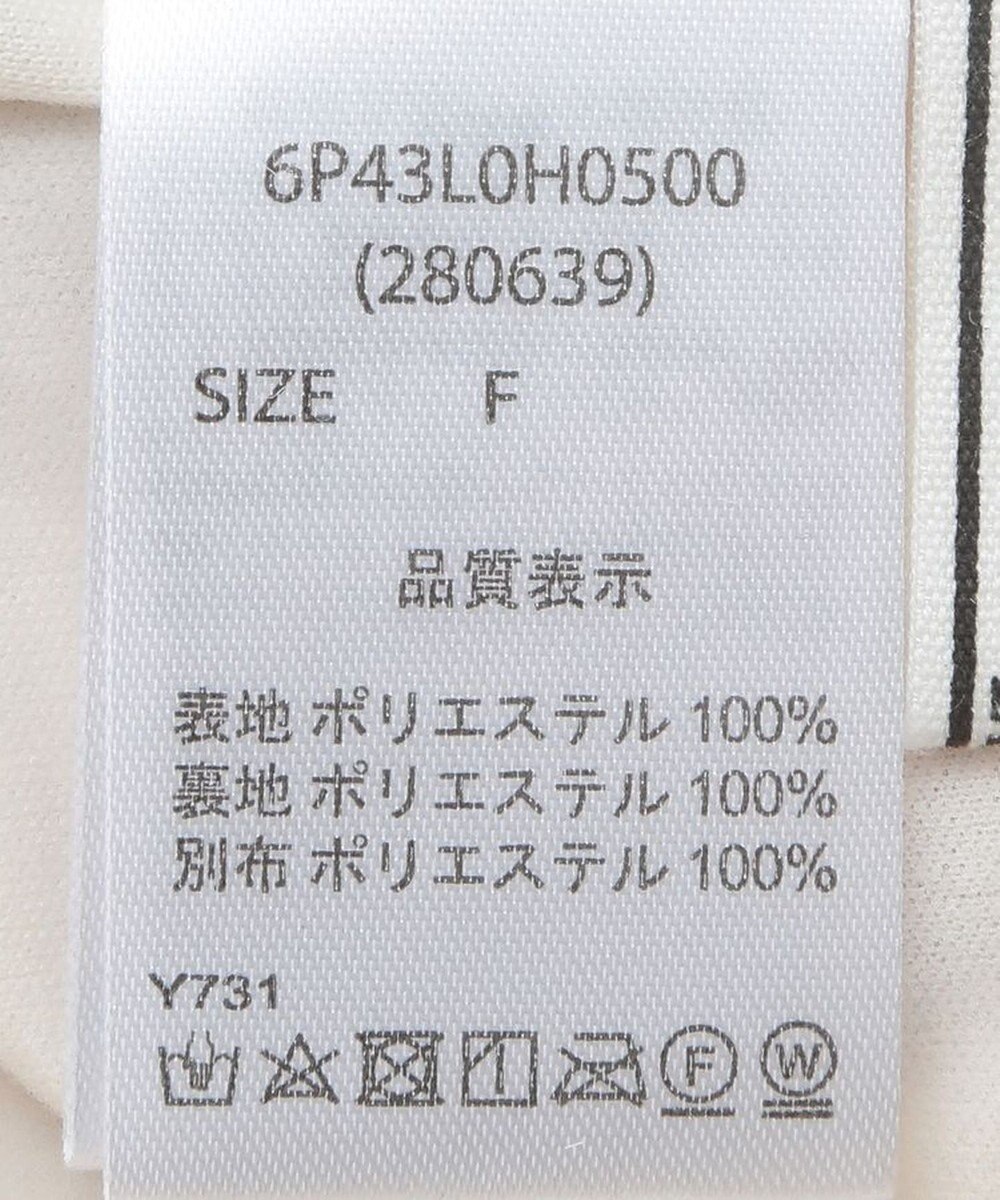 6P43L0H0500
(280639)
SIZE F
品質表示
表地 ポリエステル 100%
裏地 ポリエステル 100%
別布 ポリエステル 100%
Y731
F W